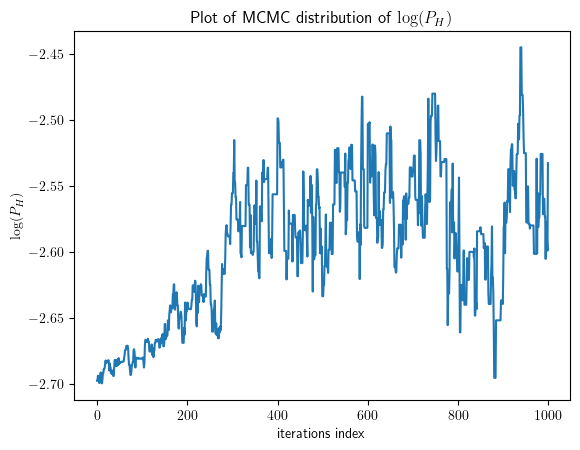 Plot of MCMC distribution of log(P_H)
−2.45
−2.50
−2.55
−2.60
−2.65
−2.70
log(P_H)
0 200 400 600 800 1000
iterations index